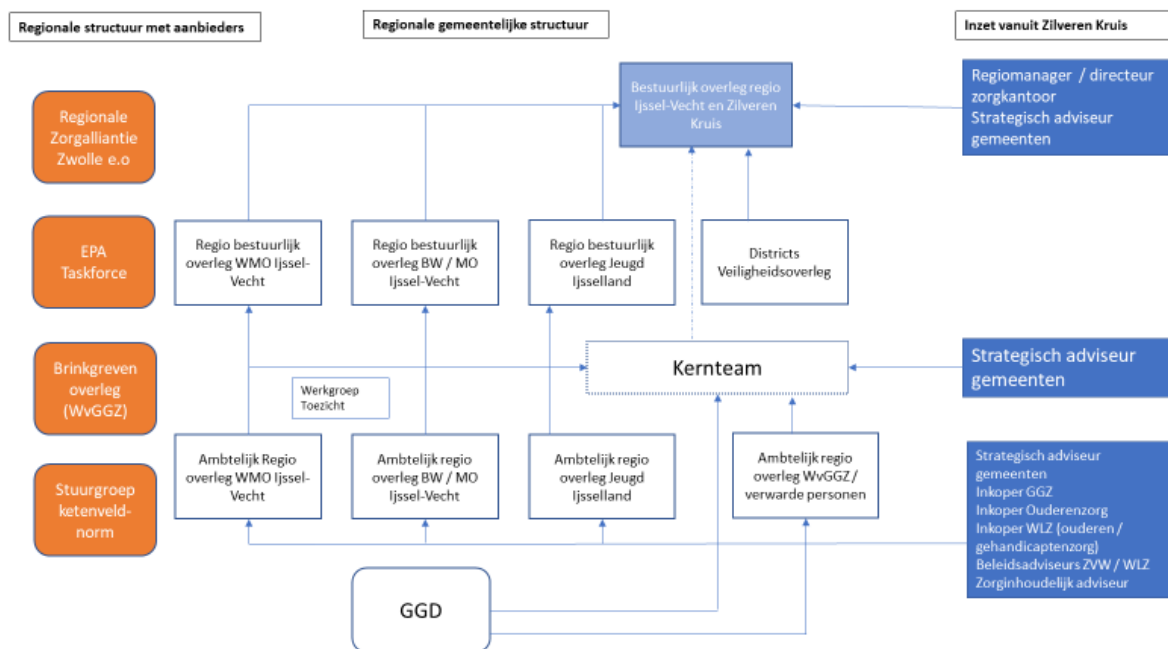 Regionale structuur met aanbieders
Regionale gemeentelijke structuur
Inzet vanuit Zilveren Kruis
Regionale
Zorgalliantie
Zwolle e.o
Bestuurlijk overleg regio
Ijssel-Vecht en Zilveren
Kruis
Regiomanager / directeur
zorgkantoor
Strategisch adviseur
gemeenten
EPA
Taskforce
Regio bestuurlijk
overleg WMO Ijssel-
Vecht
Regio bestuurlijk
overleg BW / MO
Ijssel-Vecht
Regio bestuurlijk
overleg Jeugd
Ijsselland
Districts
Veiligheidsoverleg
Brinkgreven
overleg
(WvGGZ)
Werkgroep
Toezicht
Kernteam
Strategisch adviseur
gemeenten
Stuurgroep
ketenveld-
norm
Ambtelijk Regio
overleg WMO Ijssel-
Vecht
Ambtelijk regio
overleg BW / MO
Ijssel-Vecht
Ambtelijk regio
overleg Jeugd
Ijsselland
Ambtelijk regio
overleg WvGGZ /
verwarde personen
Strategisch adviseur
gemeenten
Inkoper GGZ
Inkoper Ouderenzorg
Inkoper WLZ (ouderen /
gehandicaptenzorg)
Beleidsadviseurs ZVW / WLZ
Zorginhoudelijk adviseur
GGD